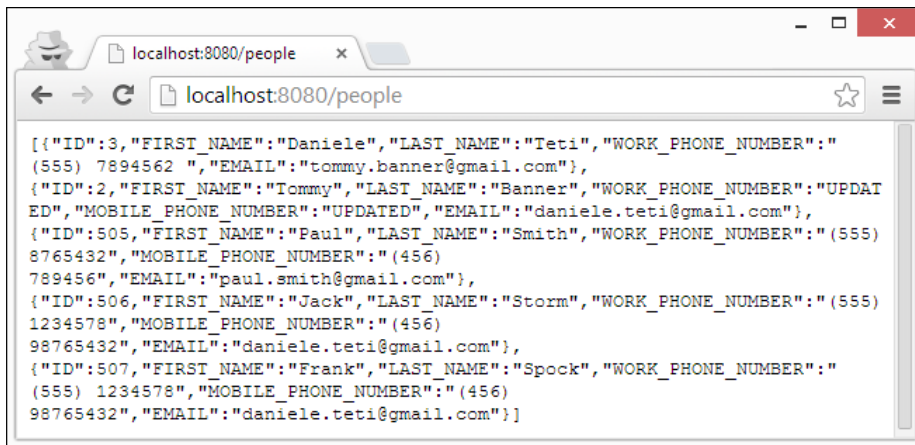 localhost:8080/people
localhost:8080/people
[{"ID":3,"FIRST_NAME":"Daniele","LAST_NAME":"Teti","WORK_PHONE_NUMBER":"
(555) 7894562 ","EMAIL":"tommy.banner@gmail.com"},
{"ID":2,"FIRST_NAME":"Tommy","LAST_NAME":"Banner","WORK_PHONE_NUMBER":"UPDAT
ED","MOBILE_PHONE_NUMBER":"UPDATED","EMAIL":"daniele.teti@gmail.com"},
{"ID":505,"FIRST_NAME":"Paul","LAST_NAME":"Smith","WORK_PHONE_NUMBER":"(555)
8765432","MOBILE_PHONE_NUMBER":"(456)
789456","EMAIL":"paul.smith@gmail.com"},
{"ID":506,"FIRST_NAME":"Jack","LAST_NAME":"Storm","WORK_PHONE_NUMBER":"(555)
1234578","MOBILE_PHONE_NUMBER":"(456)
98765432","EMAIL":"daniele.teti@gmail.com"},
{"ID":507,"FIRST_NAME":"Frank","LAST_NAME":"Spock","WORK_PHONE_NUMBER":"
(555) 1234578","MOBILE_PHONE_NUMBER":"(456)
98765432","EMAIL":"daniele.teti@gmail.com"}]